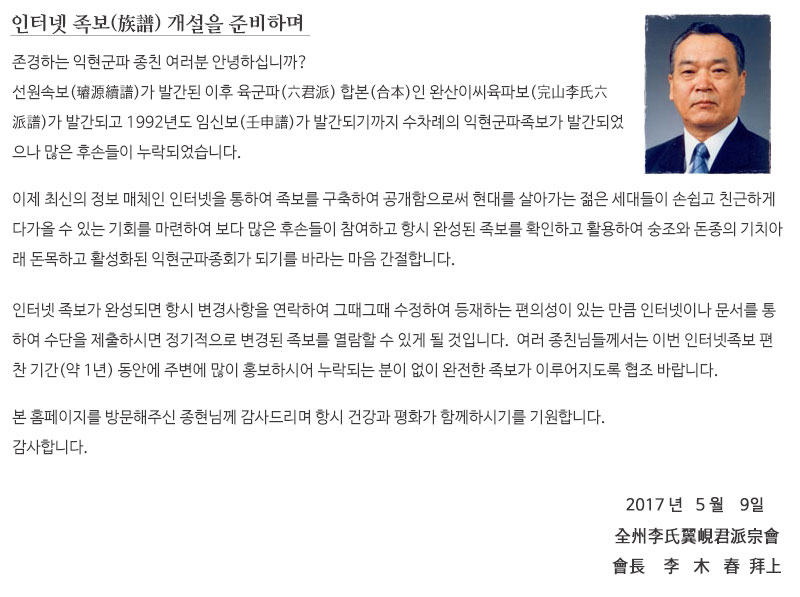 인터넷 족보(族譜) 개설을 준비하며
존경하는 익현군파 종친 여러분 안녕하십니까?
선원속보(璿源續譜)가 발간된 이후 육군파(六君派) 합본(合本)인 완산이씨육파보(完山李氏六
派譜)가 발간되고 1992년도 임신보(壬申譜)가 발간되기까지 수차례의 익현군파족보가 발간되었
으나 많은 후손들이 누락되었습니다.
이제 최신의 정보 매체인 인터넷을 통하여 족보를 구축하여 공개함으로써 현대를 살아가는 젊은 세대들이 손쉽고 친근하게
다가올 수 있는 기회를 마련하여 보다 많은 후손들이 참여하고 항시 완성된 족보를 확인하고 활용하여 숭조와 돈종의 기치아
래 돈목하고 활성화된 익현군파종회가 되기를 바라는 마음 간절합니다.
인터넷 족보가 완성되면 항시 변경사항을 연락하여 그때그때 수정하여 등재하는 편의성이 있는 만큼 인터넷이나 문서를 통
하여 수단을 제출하시면 정기적으로 변경된 족보를 열람할 수 있게 될 것입니다. 여러 종친님들께서는 이번 인터넷족보 편
찬 기간(약 1년) 동안에 주변에 많이 홍보하시어 누락되는 분이 없이 완전한 족보가 이루어지도록 협조 바랍니다.
본 홈페이지를 방문해주신 종현님께 감사드리며 항시 건강과 평화가 함께하시기를 기원합니다.
감사합니다.
2017 년 5 월 9일
全州李氏翼峴君派宗會
會長 李 木 春 拜上